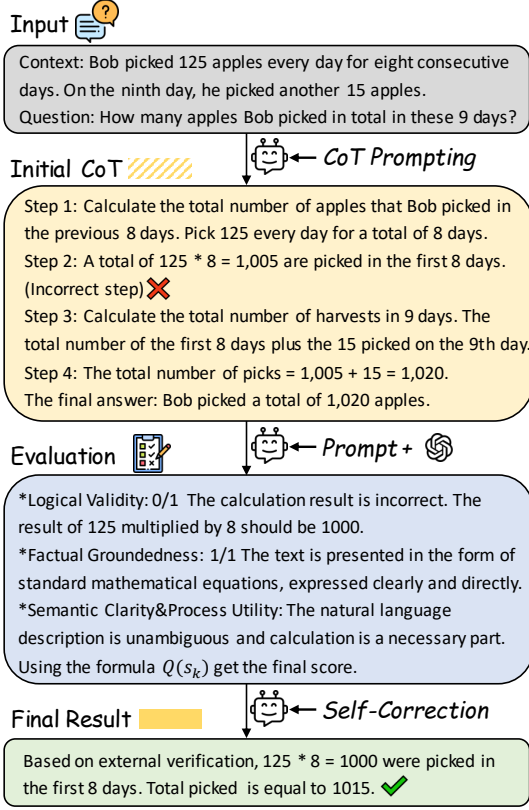 Input
Context: Bob picked 125 apples every day for eight consecutive
days. On the ninth day, he picked another 15 apples.
Question: How many apples Bob picked in total in these 9 days?
CoT Prompting
Initial CoT
Step 1: Calculate the total number of apples that Bob picked in
the previous 8 days. Pick 125 every day for a total of 8 days.
Step 2: A total of 125 * 8 = 1,005 are picked in the first 8 days.
(Incorrect step)
Step 3: Calculate the total number of harvests in 9 days. The
total number of the first 8 days plus the 15 picked on the 9th day.
Step 4: The total number of picks = 1,005 + 15 = 1,020.
The final answer: Bob picked a total of 1,020 apples.
Prompt +
Evaluation
*Logical Validity: 0/1 The calculation result is incorrect. The
result of 125 multiplied by 8 should be 1000.
*Factual Groundedness: 1/1 The text is presented in the form of
standard mathematical equations, expressed clearly and directly.
*Semantic Clarity&Process Utility: The natural language
description is unambiguous and calculation is a necessary part.
Using the formula Q(s_k) get the final score.
Self-Correction
Final Result
Based on external verification, 125 * 8 = 1000 were picked in
the first 8 days. Total picked is equal to 1015.